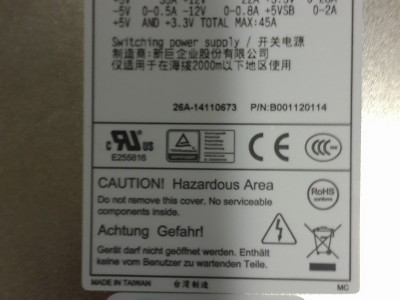 -5V 0-0.5A -12V 0-0.8A +5VSB 0-2A
+5V AND +3.3V TOTAL MAX:45A
Switching power supply / 开关电源
制造商:新巨企业股份有限公司
仅适用于在海拔2000m以下地区使用
26A-14110673 P/N:B001120114
c RU us
E255816
TÜVRheinland
CE
CCC
CAUTION! Hazardous Area
Do not remove this cover. No serviceable
components inside.
RoHS
Achtung Gefahr!
Gerät darf nicht geöffnet werden. Enthält
keine vom Benutzer zu wartenden Teile.
MADE IN TAIWAN 台灣製造 MC